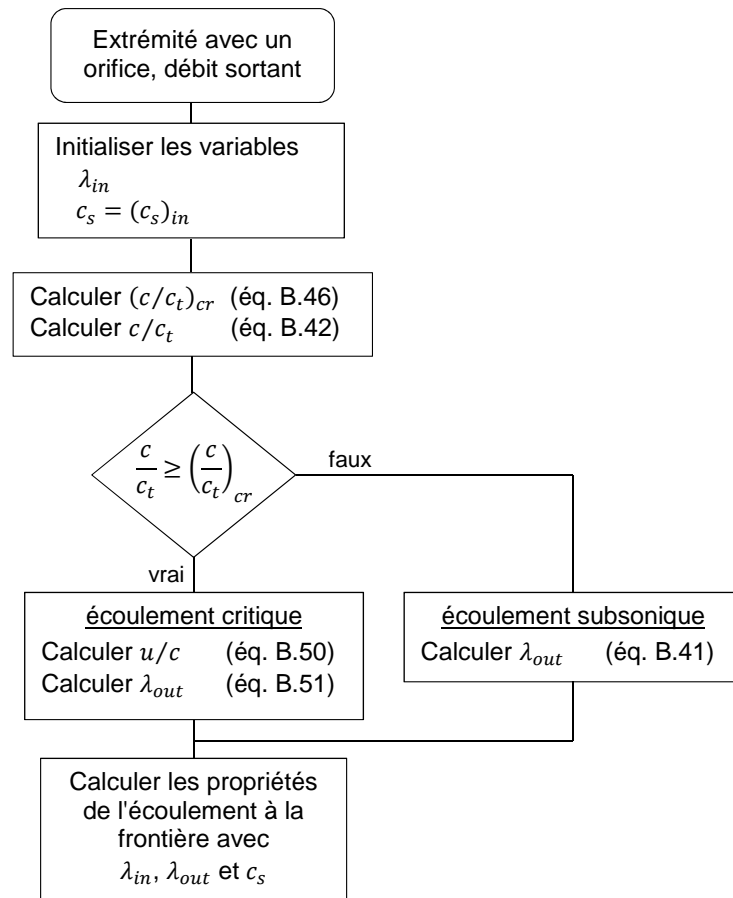 Extrémité avec un
orifice, débit sortant
Initialiser les variables
λ_in
c_s = (c_s)_in
Calculer (c/c_t)_cr (éq. B.46)
Calculer c/c_t (éq. B.42)
c/c_t ≥ (c/c_t)_cr
faux
vrai
écoulement critique
Calculer u/c (éq. B.50)
Calculer λ_out (éq. B.51)
écoulement subsonique
Calculer λ_out (éq. B.41)
Calculer les propriétés
de l'écoulement à la
frontière avec
λ_in, λ_out et c_s